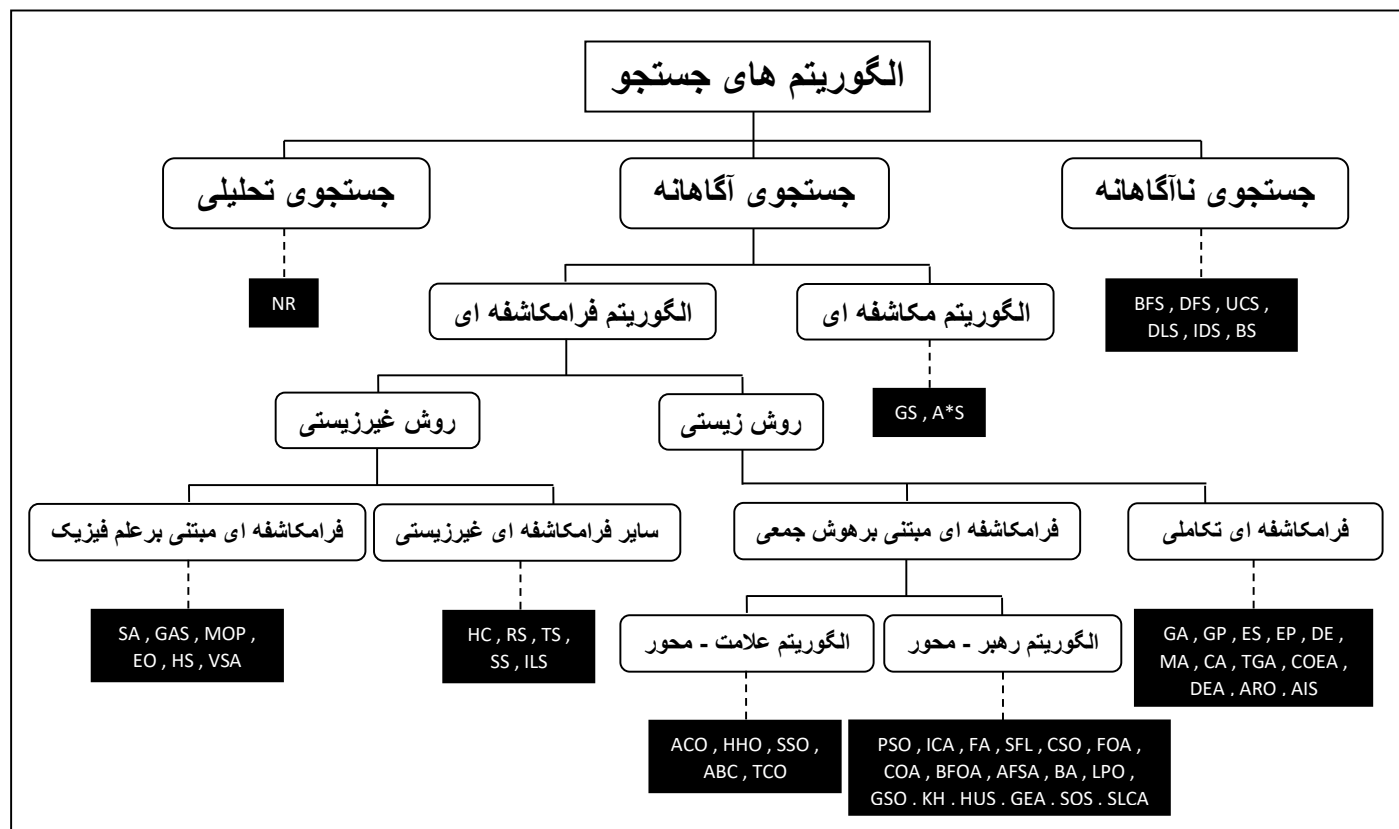 الگوریتم های جستجو
جستجوی ناآگاهانه
جستجوی آگاهانه
جستجوی تحلیلی
BFS , DFS , UCS ,
DLS , IDS , BS
NR
الگوریتم مکاشفه ای
الگوریتم فرامکاشفه ای
GS , A*S
روش زیستی
روش غیرزیستی
فرامکاشفه ای تکاملی
فرامکاشفه ای مبتنی برهوش جمعی
سایر فرامکاشفه ای غیرزیستی
فرامکاشفه ای مبتنی برعلم فیزیک
GA , GP , ES , EP , DE ,
MA , CA , TGA , COEA ,
DEA , ARO , AIS
الگوریتم رهبر - محور
الگوریتم علامت - محور
HC , RS , TS ,
SS , ILS
SA , GAS , MOP ,
EO , HS , VSA
PSO , ICA , FA , SFL , CSO , FOA ,
COA , BFOA , AFSA , BA , LPO ,
GSO , KH , HUS , GEA , SOS , SLCA
ACO , HHO , SSO ,
ABC , TCO